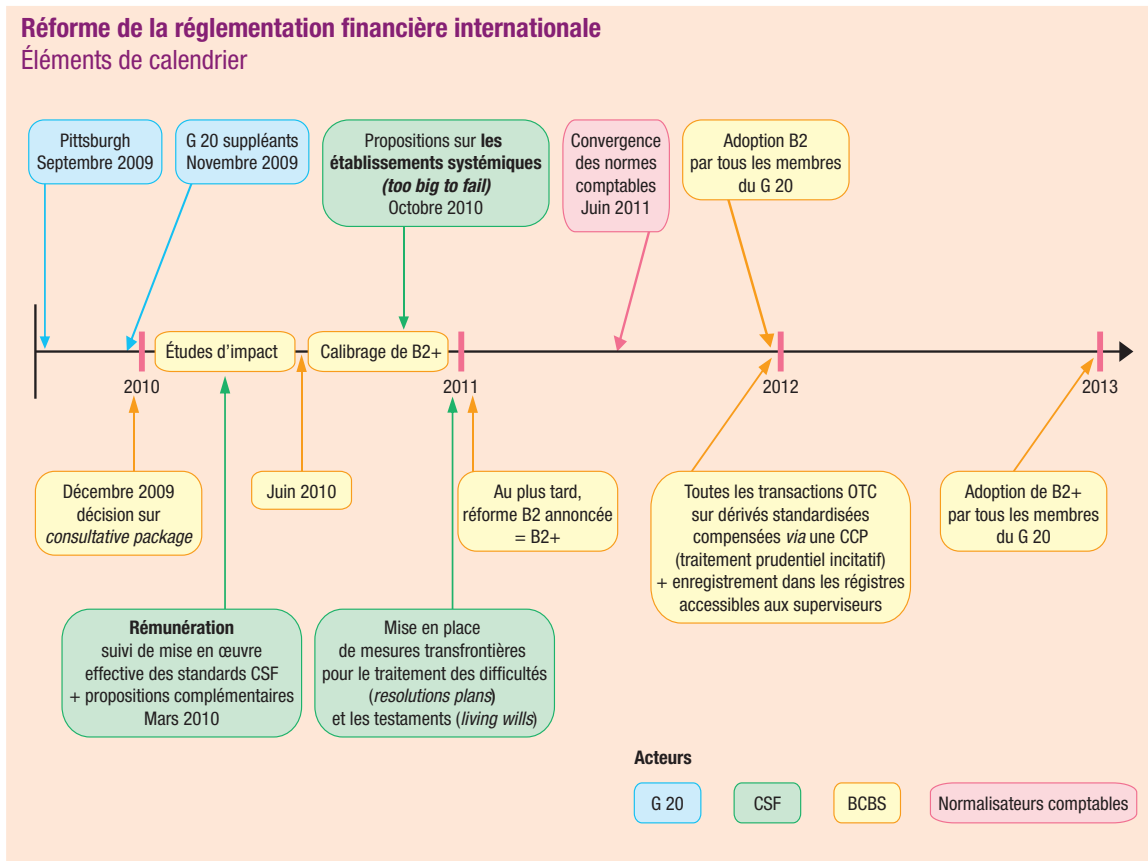 Réforme de la réglementation financière internationale
Éléments de calendrier
Pittsburgh
Septembre 2009
G 20 suppléants
Novembre 2009
Propositions sur les
établissements systémiques
(too big to fail)
Octobre 2010
Convergence
des normes
comptables
Juin 2011
Adoption B2
par tous les membres
du G 20
Études d'impact
Calibrage de B2+
2010
2011
2012
2013
Décembre 2009
décision sur
consultative package
Juin 2010
Au plus tard,
réforme B2 annoncée
= B2+
Toutes les transactions OTC
sur dérivés standardisées
compensées via une CCP
(traitement prudentiel incitatif)
+ enregistrement dans les régistres
accessibles aux superviseurs
Adoption de B2+
par tous les membres
du G 20
Rémunération
suivi de mise en œuvre
effective des standards CSF
+ propositions complémentaires
Mars 2010
Mise en place
de mesures transfrontières
pour le traitement des difficultés
(resolutions plans)
et les testaments (living wills)
Acteurs
G 20
CSF
BCBS
Normalisateurs comptables